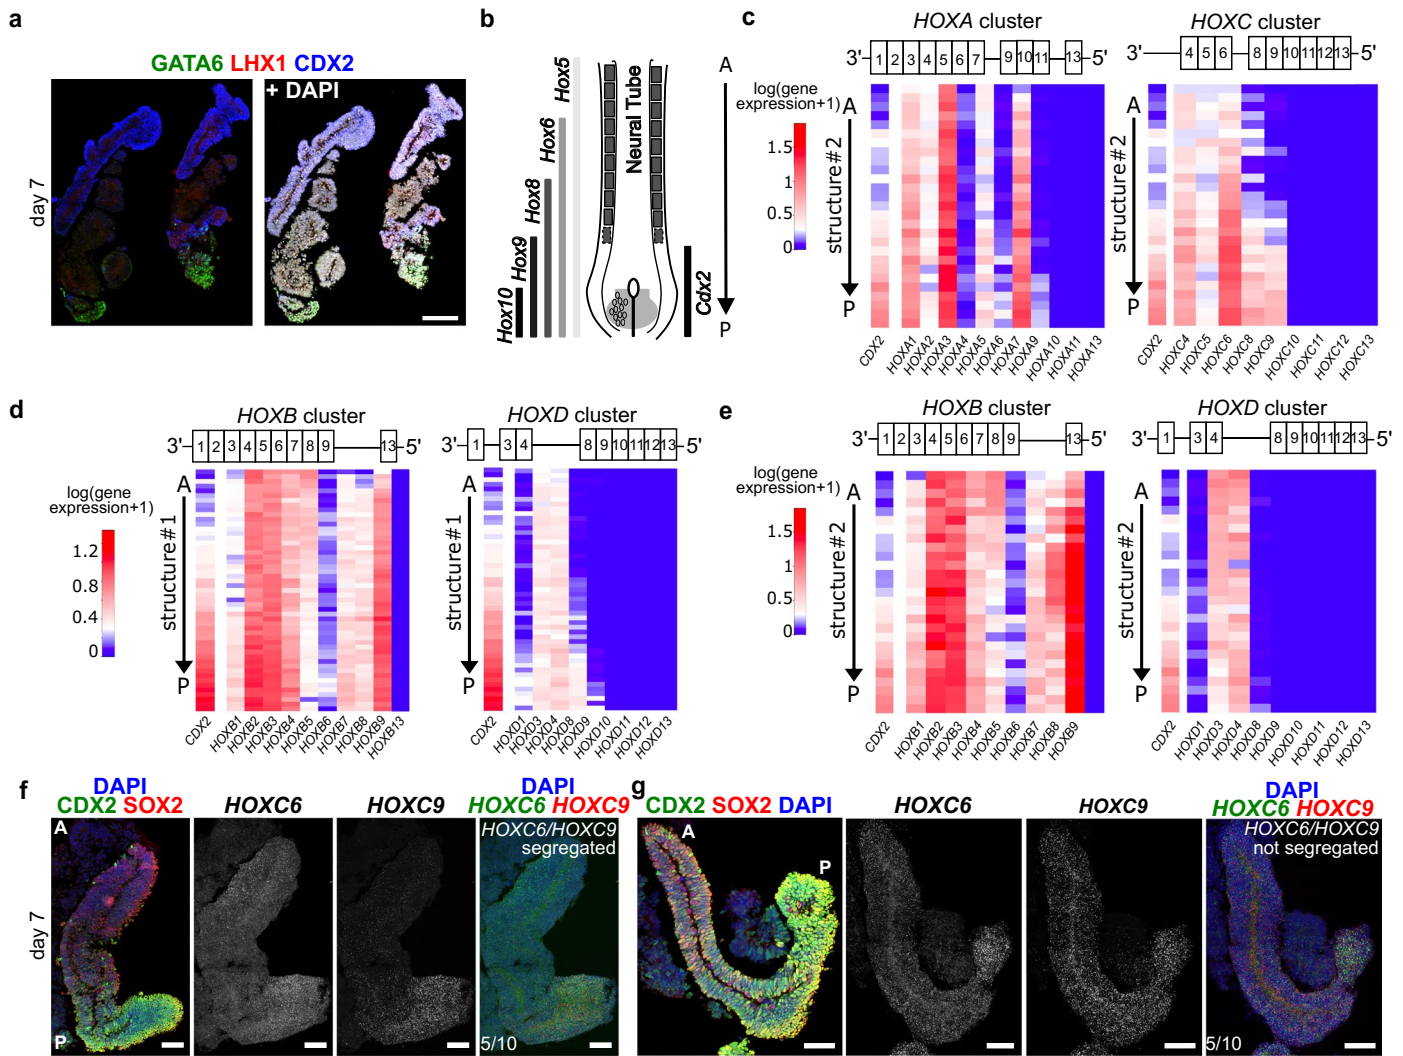 a
GATA6 LHX1 CDX2
+ DAPI
day 7
b
Hox5
Hox6
Hox8
Hox9
Hox10
Neural Tube
Cdx2
A
P
c
HOXA cluster
3' 1 2 3 4 5 6 7 9 10 11 13 5'
log(gene
expression+1)
1.5
1
0.5
0
A
structure#2
P
CDX2 HOXA1 HOXA2 HOXA3 HOXA4 HOXA5 HOXA6 HOXA7 HOXA9 HOXA10 HOXA11 HOXA13
HOXC cluster
3' 4 5 6 8 9 10 11 12 13 5'
A
structure#2
P
CDX2 HOXC4 HOXC5 HOXC6 HOXC8 HOXC9 HOXC10 HOXC11 HOXC12 HOXC13
d
HOXB cluster
3' 1 2 3 4 5 6 7 8 9 13 5'
log(gene
expression+1)
1.2
0.8
0.4
0
A
structure#1
P
CDX2 HOXB1 HOXB2 HOXB3 HOXB4 HOXB5 HOXB6 HOXB7 HOXB8 HOXB9 HOXB13
HOXD cluster
3' 1 3 4 8 9 10 11 12 13 5'
A
structure#1
P
CDX2 HOXD1 HOXD3 HOXD4 HOXD8 HOXD9 HOXD10 HOXD11 HOXD12 HOXD13
e
HOXB cluster
3' 1 2 3 4 5 6 7 8 9 13 5'
log(gene
expression+1)
1.5
1
0.5
0
A
structure#2
P
CDX2 HOXB1 HOXB2 HOXB3 HOXB4 HOXB5 HOXB6 HOXB7 HOXB8 HOXB9
HOXD cluster
3' 1 3 4 8 9 10 11 12 13 5'
A
structure#2
P
CDX2 HOXD1 HOXD3 HOXD4 HOXD8 HOXD9 HOXD10 HOXD11 HOXD12 HOXD13
f
DAPI
CDX2 SOX2
A
P
day 7
HOXC6
HOXC9
DAPI
HOXC6 HOXC9
HOXC6/HOXC9
segregated
5/10
g
CDX2 SOX2 DAPI
A
P
HOXC6
HOXC9
DAPI
HOXC6 HOXC9
HOXC6/HOXC9
not segregated
5/10